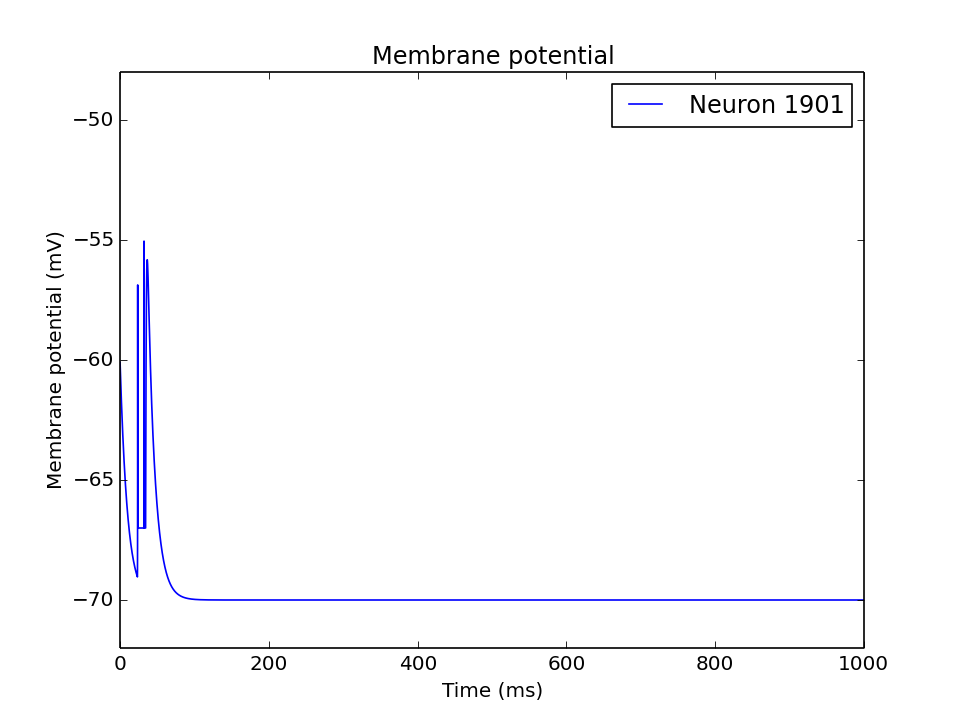 Membrane potential
Neuron 1901
Membrane potential (mV)
−50
−55
−60
−65
−70
0 200 400 600 800 1000
Time (ms)